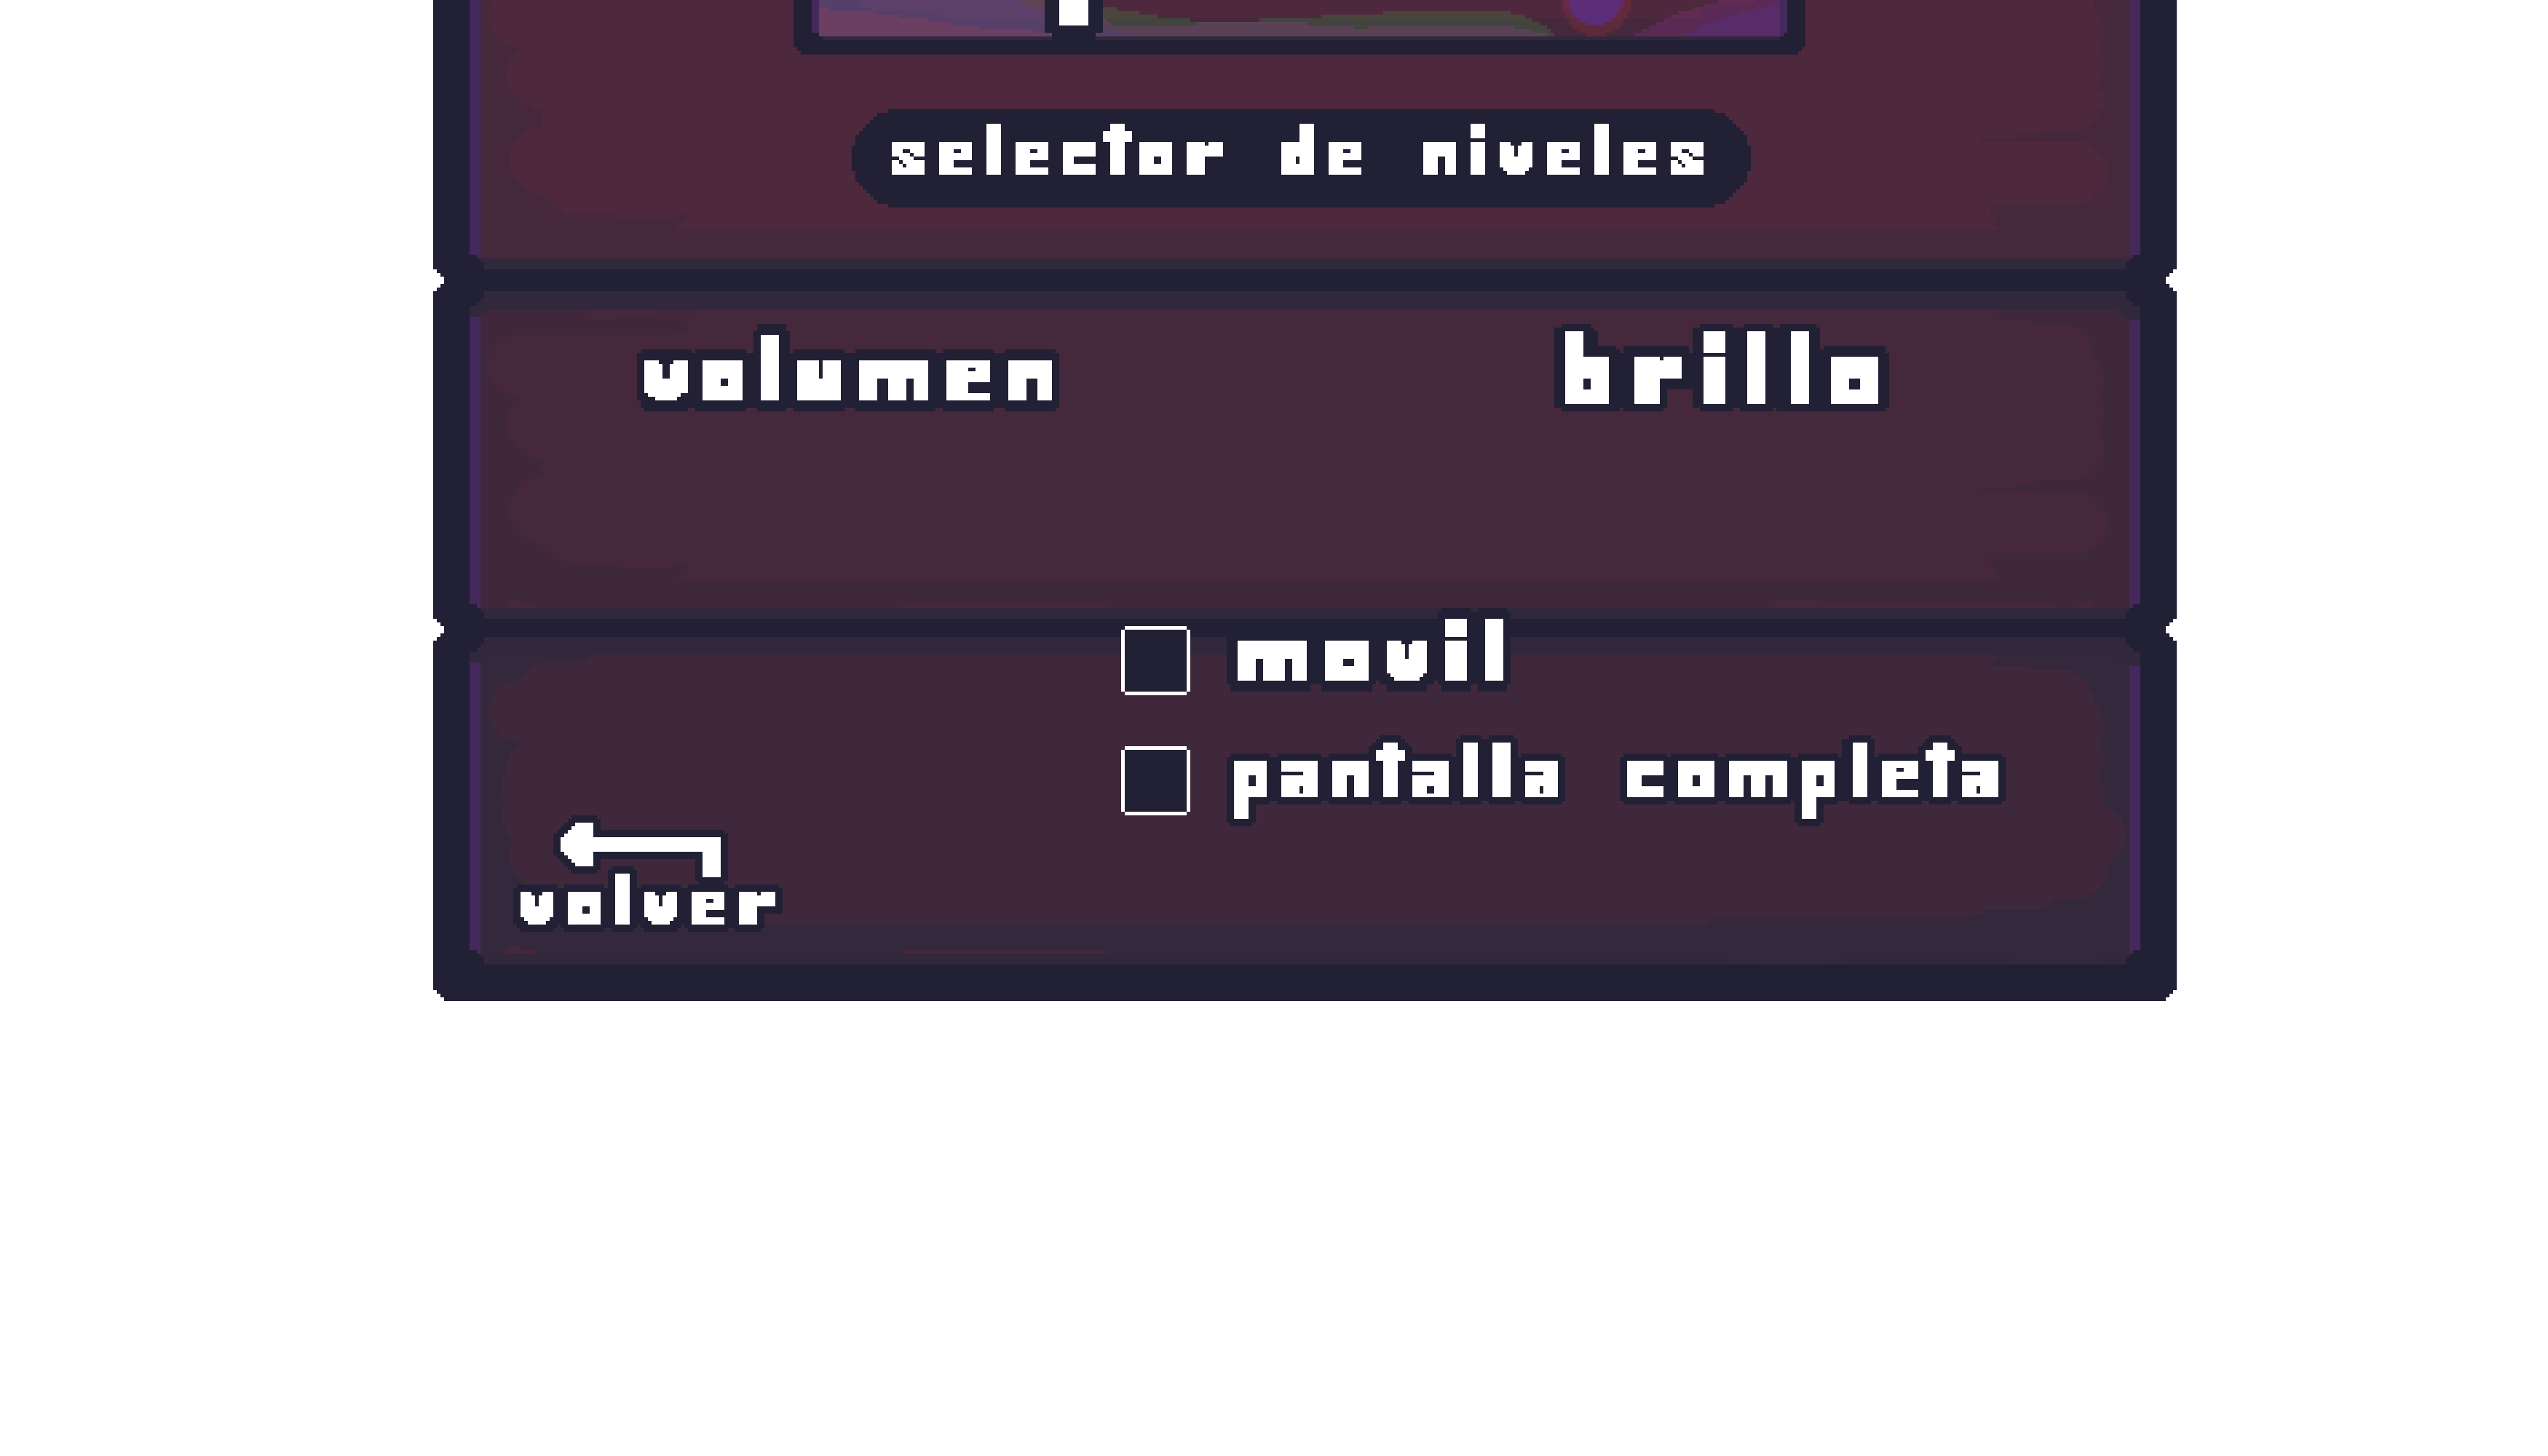 selector de niveles
volumen brillo
movil
pantalla completa
volver